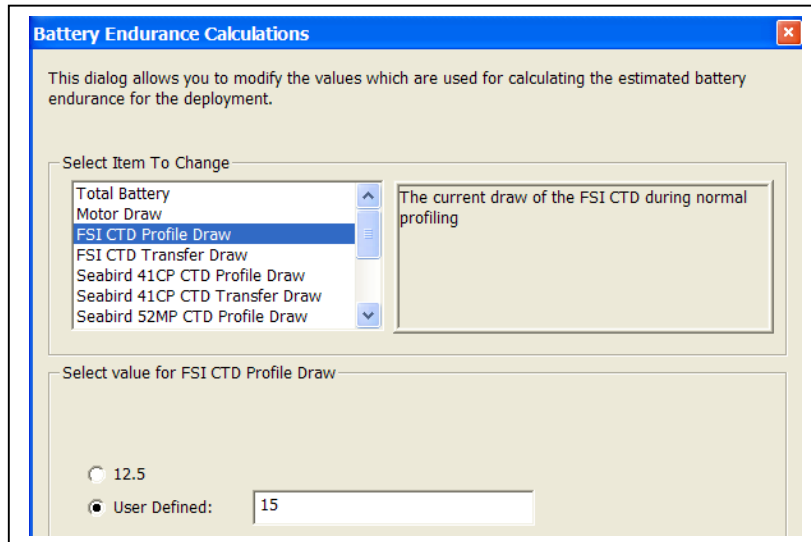 Battery Endurance Calculations
This dialog allows you to modify the values which are used for calculating the estimated battery
endurance for the deployment.
Select Item To Change
Total Battery
Motor Draw
FSI CTD Profile Draw
FSI CTD Transfer Draw
Seabird 41CP CTD Profile Draw
Seabird 41CP CTD Transfer Draw
Seabird 52MP CTD Profile Draw
The current draw of the FSI CTD during normal
profiling
Select value for FSI CTD Profile Draw
12.5
User Defined:
15